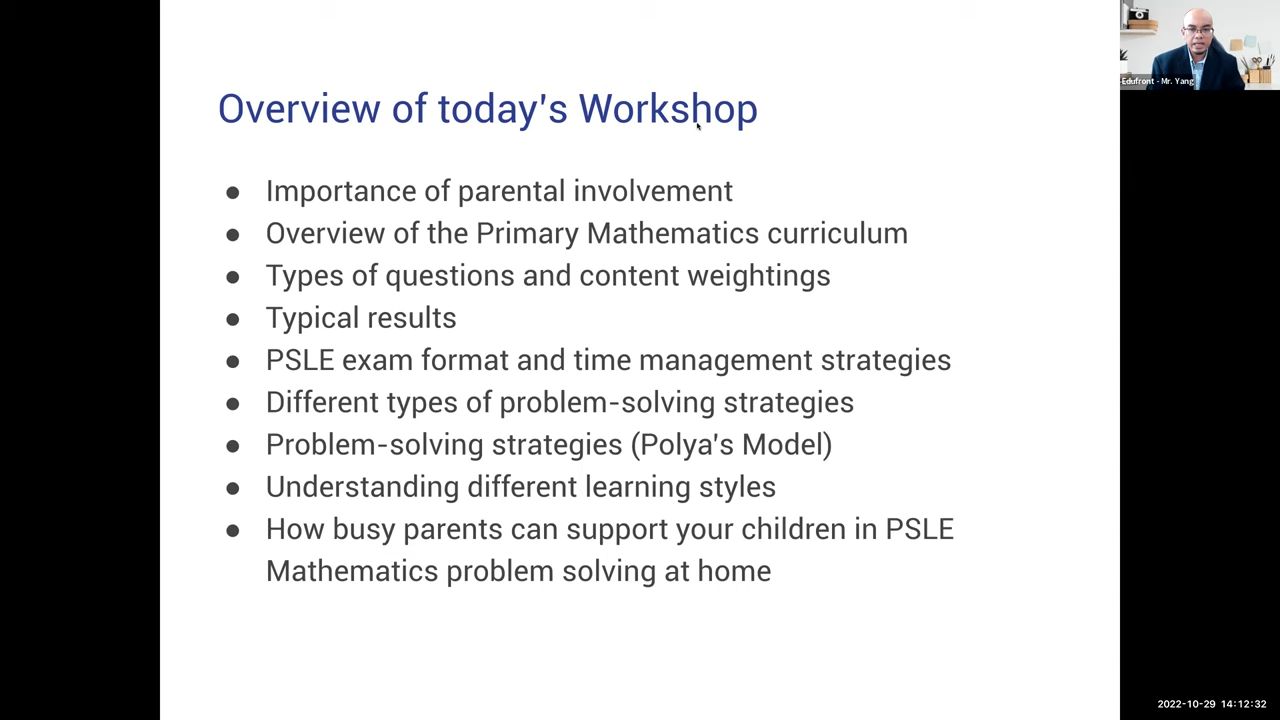 Overview of today's Workshop
● Importance of parental involvement
● Overview of the Primary Mathematics curriculum
● Types of questions and content weightings
● Typical results
● PSLE exam format and time management strategies
● Different types of problem-solving strategies
● Problem-solving strategies (Polya's Model)
● Understanding different learning styles
● How busy parents can support your children in PSLE
Mathematics problem solving at home
Edufront - Mr. Yang
2022-10-29 14:12:32